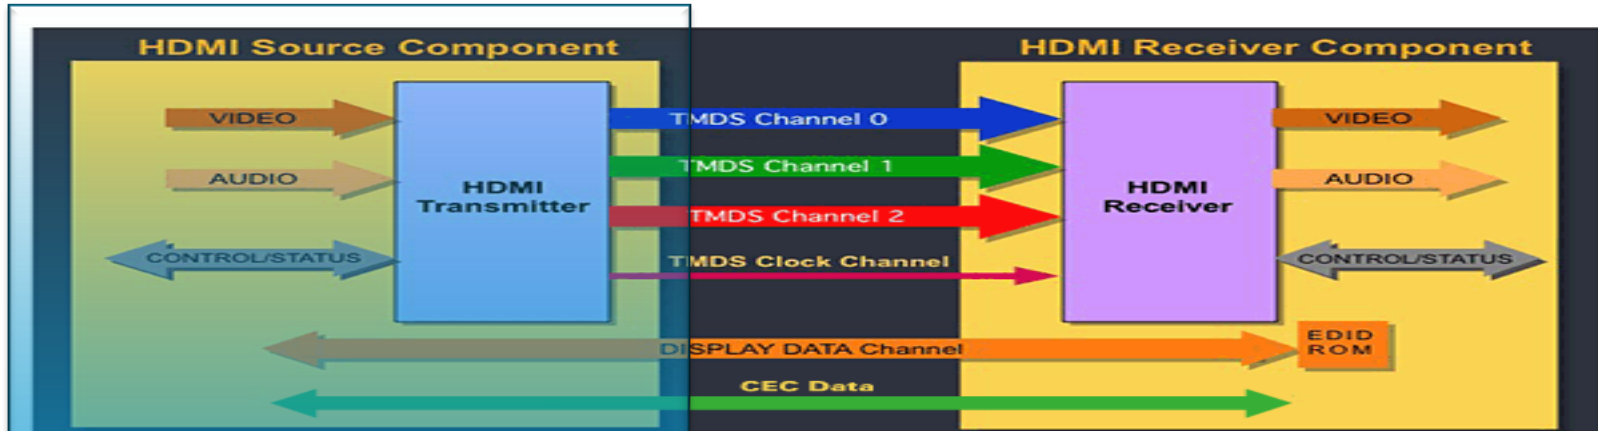 HDMI Source Component
HDMI Receiver Component
VIDEO
AUDIO
CONTROL/STATUS
HDMI
Transmitter
TMDS Channel 0
TMDS Channel 1
TMDS Channel 2
TMDS Clock Channel
HDMI
Receiver
VIDEO
AUDIO
CONTROL/STATUS
DISPLAY DATA Channel
EDID
ROM
CEC Data